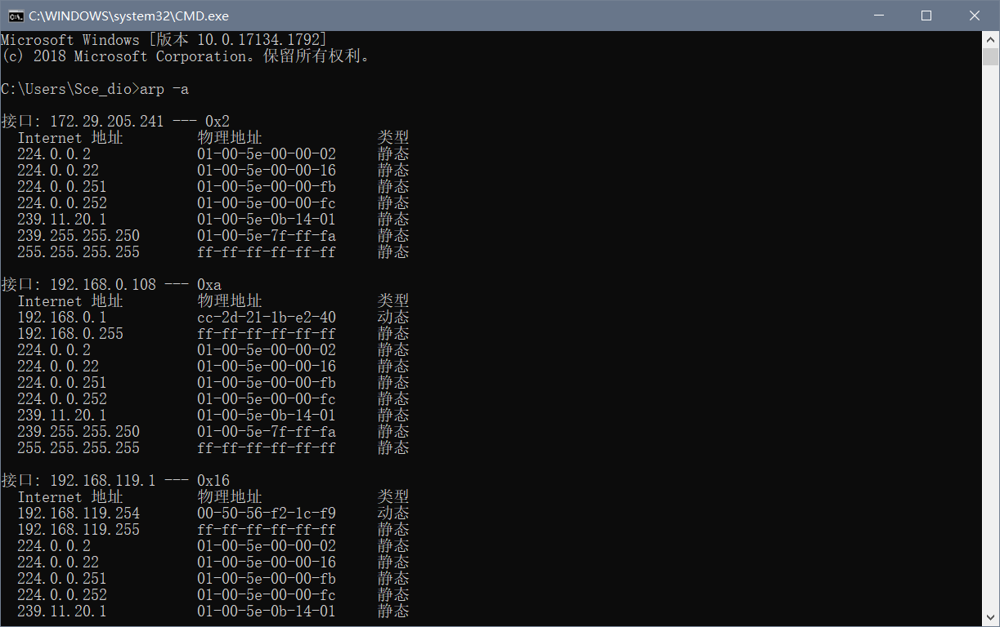 C:\WINDOWS\system32\CMD.exe
Microsoft Windows [版本 10.0.17134.1792]
(c) 2018 Microsoft Corporation。保留所有权利。
C:\Users\Sce_dio>arp -a
接口: 172.29.205.241 --- 0x2
  Internet 地址         物理地址              类型
  224.0.0.2             01-00-5e-00-00-02     静态
  224.0.0.22            01-00-5e-00-00-16     静态
  224.0.0.251           01-00-5e-00-00-fb     静态
  224.0.0.252           01-00-5e-00-00-fc     静态
  239.11.20.1           01-00-5e-0b-14-01     静态
  239.255.255.250       01-00-5e-7f-ff-fa     静态
  255.255.255.255       ff-ff-ff-ff-ff-ff     静态
接口: 192.168.0.108 --- 0xa
  Internet 地址         物理地址              类型
  192.168.0.1           cc-2d-21-1b-e2-40     动态
  192.168.0.255         ff-ff-ff-ff-ff-ff     静态
  224.0.0.2             01-00-5e-00-00-02     静态
  224.0.0.22            01-00-5e-00-00-16     静态
  224.0.0.251           01-00-5e-00-00-fb     静态
  224.0.0.252           01-00-5e-00-00-fc     静态
  239.11.20.1           01-00-5e-0b-14-01     静态
  239.255.255.250       01-00-5e-7f-ff-fa     静态
  255.255.255.255       ff-ff-ff-ff-ff-ff     静态
接口: 192.168.119.1 --- 0x16
  Internet 地址         物理地址              类型
  192.168.119.254       00-50-56-f2-1c-f9     动态
  192.168.119.255       ff-ff-ff-ff-ff-ff     静态
  224.0.0.2             01-00-5e-00-00-02     静态
  224.0.0.22            01-00-5e-00-00-16     静态
  224.0.0.251           01-00-5e-00-00-fb     静态
  224.0.0.252           01-00-5e-00-00-fc     静态
  239.11.20.1           01-00-5e-0b-14-01     静态